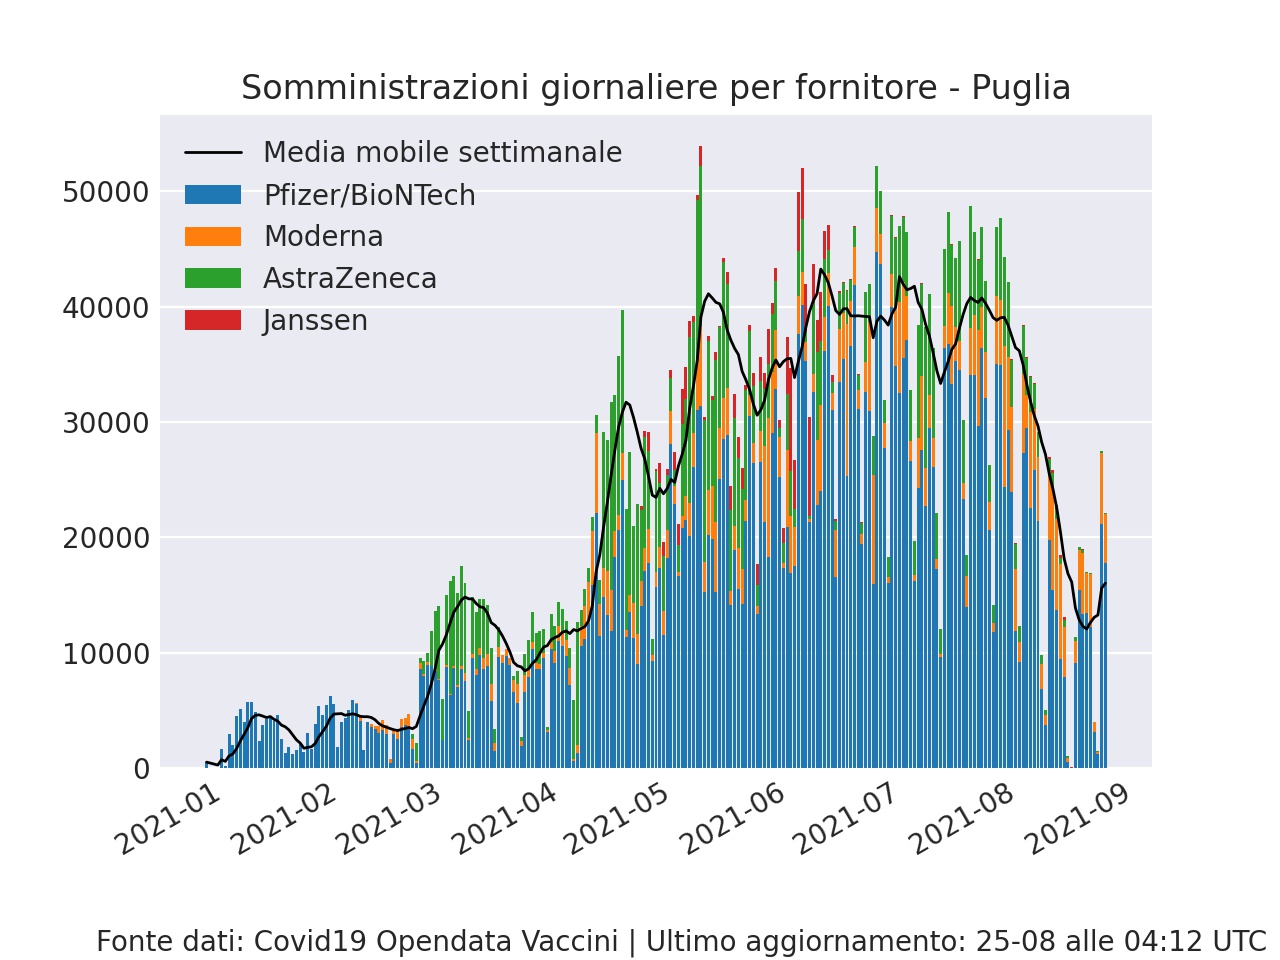 Somministrazioni giornaliere per fornitore - Puglia
Media mobile settimanale
Pfizer/BioNTech
Moderna
AstraZeneca
Janssen
50000
40000
30000
20000
10000
0
2021-01
2021-02
2021-03
2021-04
2021-05
2021-06
2021-07
2021-08
2021-09
Fonte dati: Covid19 Opendata Vaccini | Ultimo aggiornamento: 25-08 alle 04:12 UTC